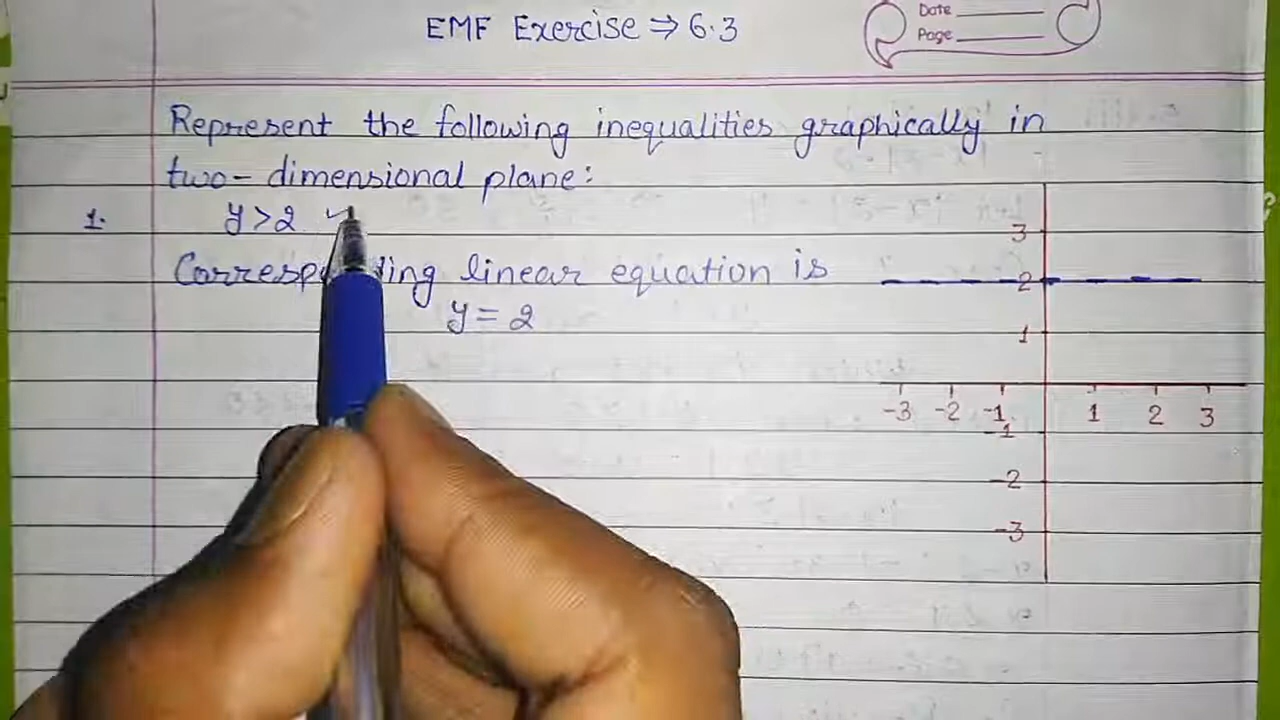 EMF Exercise ⇒ 6.3
Date
Page
Represent the following inequalities graphically in
two-dimensional plane:
1. y > 2
linear equation is
y = 2
3
2
1
-3 -2 -1 1 2 3
-1
-2
-3